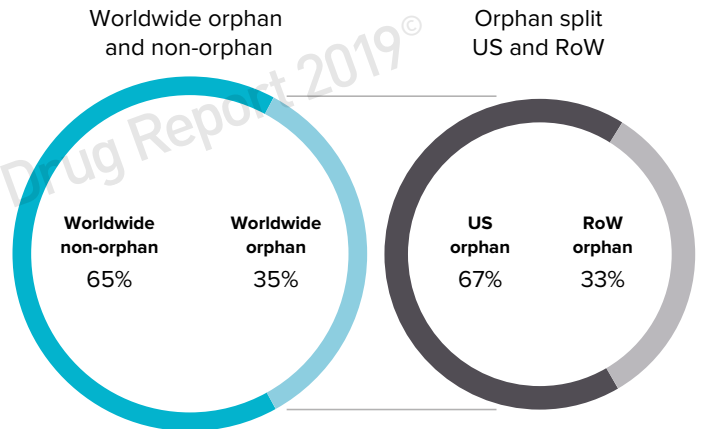 Worldwide orphan
and non-orphan
Orphan split
US and RoW
Drug Report 2019©
Worldwide
non-orphan
65%
Worldwide
orphan
35%
US
orphan
67%
RoW
orphan
33%